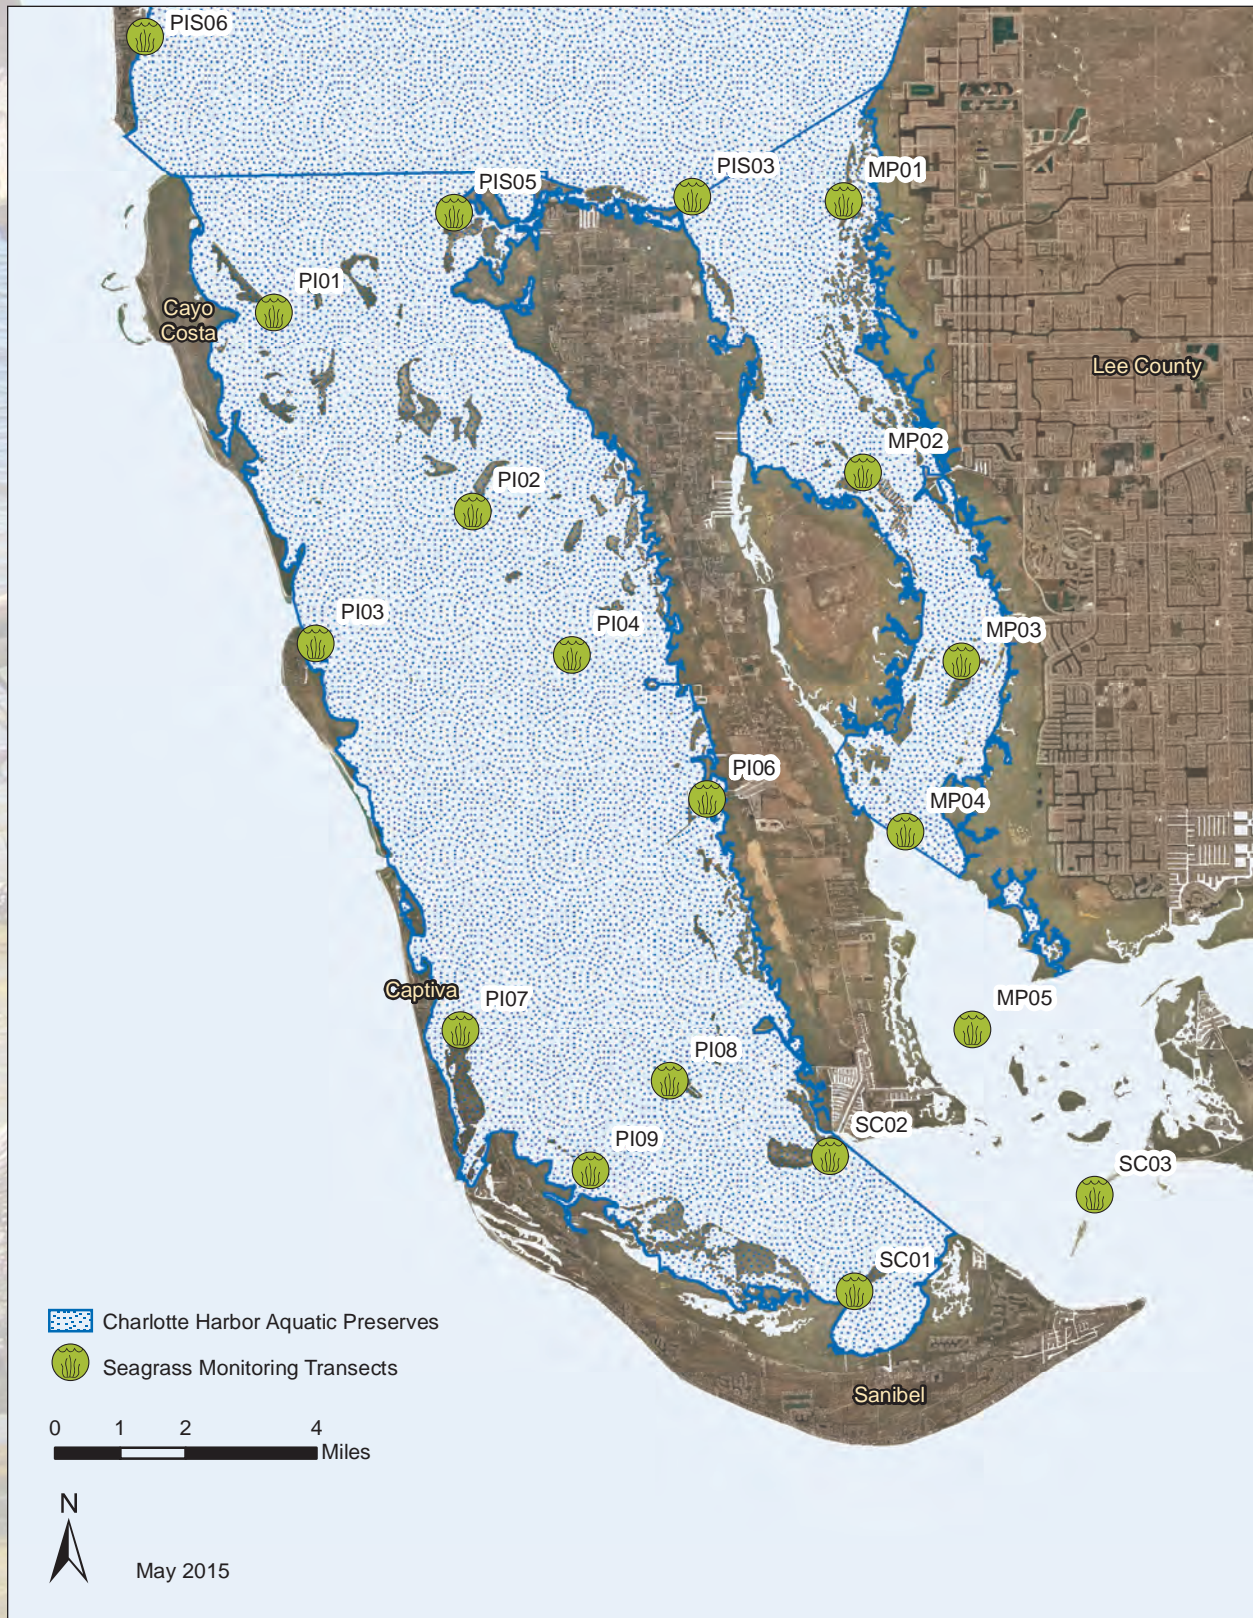 PIS06
PIS03
MP01
PIS05
PI01
Cayo
Costa
Lee County
MP02
PI02
PI03
PI04
MP03
PI06
MP04
Captiva
PI07
MP05
PI08
SC02
PI09
SC03
SC01
Charlotte Harbor Aquatic Preserves
Seagrass Monitoring Transects
Sanibel
0 1 2 4
Miles
N
May 2015